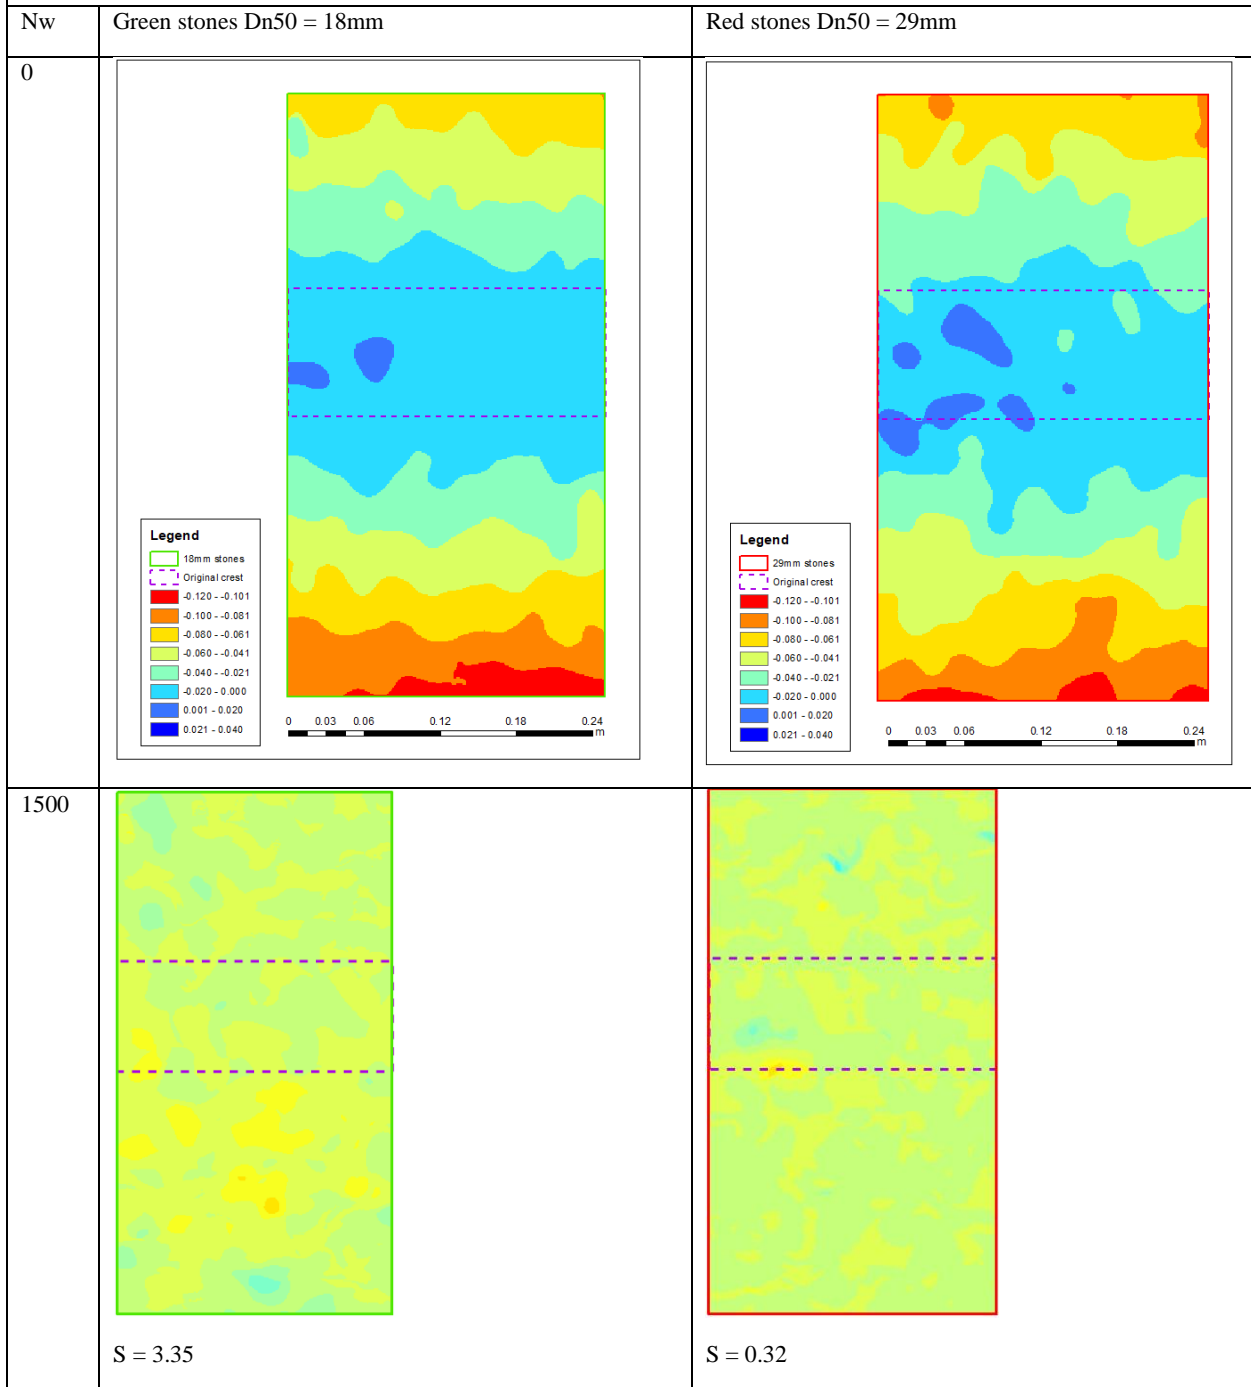 Nw
Green stones Dn50 = 18mm
Red stones Dn50 = 29mm
0
Legend
18mm stones
Original crest
-0.120 - -0.101
-0.100 - -0.081
-0.080 - -0.061
-0.060 - -0.041
-0.040 - -0.021
-0.020 - 0.000
0.001 - 0.020
0.021 - 0.040
0 0.03 0.06 0.12 0.18 0.24
m
Legend
29mm stones
Original crest
-0.120 - -0.101
-0.100 - -0.081
-0.080 - -0.061
-0.060 - -0.041
-0.040 - -0.021
-0.020 - 0.000
0.001 - 0.020
0.021 - 0.040
0 0.03 0.06 0.12 0.18 0.24
m
1500
S = 3.35
S = 0.32